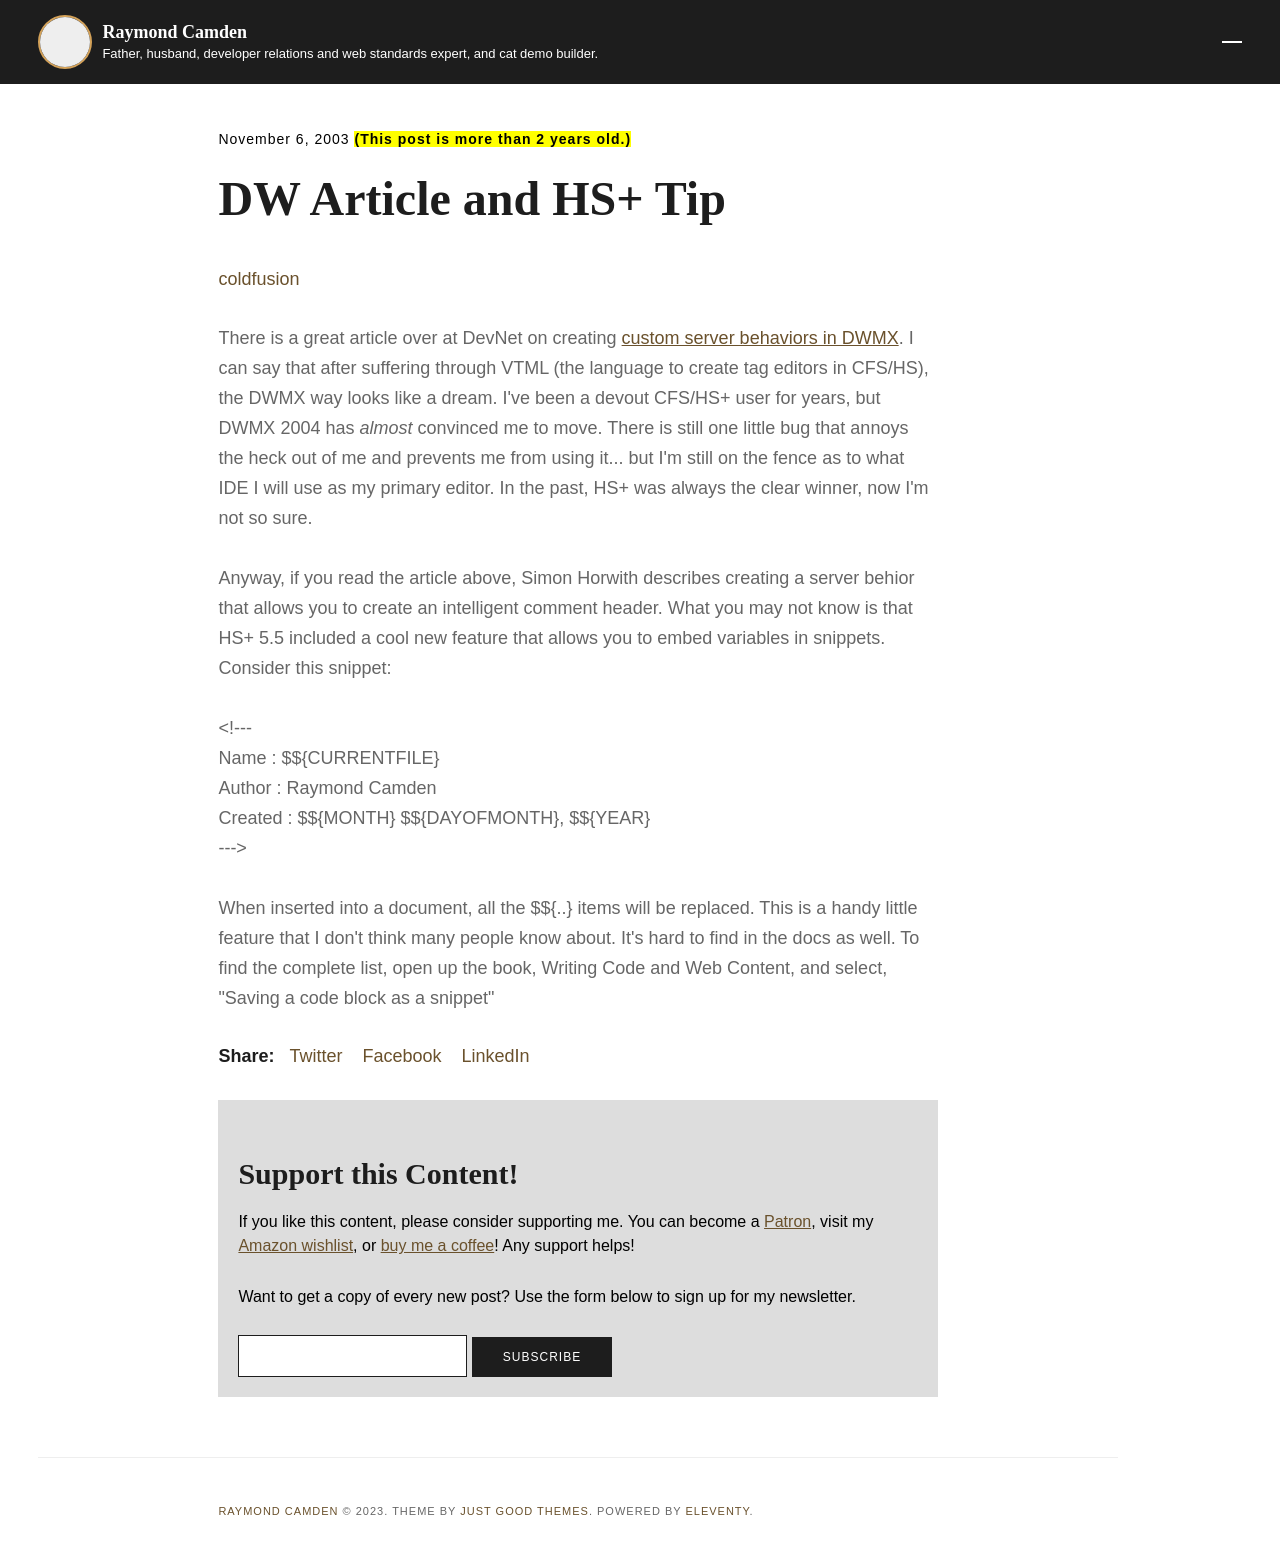 Raymond Camden
Father, husband, developer relations and web standards expert, and cat demo builder.
November 6, 2003 (This post is more than 2 years old.)
DW Article and HS+ Tip
coldfusion
There is a great article over at DevNet on creating custom server behaviors in DWMX. I
can say that after suffering through VTML (the language to create tag editors in CFS/HS),
the DWMX way looks like a dream. I've been a devout CFS/HS+ user for years, but
DWMX 2004 has almost convinced me to move. There is still one little bug that annoys
the heck out of me and prevents me from using it... but I'm still on the fence as to what
IDE I will use as my primary editor. In the past, HS+ was always the clear winner, now I'm
not so sure.
Anyway, if you read the article above, Simon Horwith describes creating a server behior
that allows you to create an intelligent comment header. What you may not know is that
HS+ 5.5 included a cool new feature that allows you to embed variables in snippets.
Consider this snippet:
<!---
Name : $${CURRENTFILE}
Author : Raymond Camden
Created : $${MONTH} $${DAYOFMONTH}, $${YEAR}
--->
When inserted into a document, all the $${..} items will be replaced. This is a handy little
feature that I don't think many people know about. It's hard to find in the docs as well. To
find the complete list, open up the book, Writing Code and Web Content, and select,
"Saving a code block as a snippet"
Share: Twitter Facebook LinkedIn
Support this Content!
If you like this content, please consider supporting me. You can become a Patron, visit my
Amazon wishlist, or buy me a coffee! Any support helps!
Want to get a copy of every new post? Use the form below to sign up for my newsletter.
SUBSCRIBE
RAYMOND CAMDEN © 2023. THEME BY JUST GOOD THEMES. POWERED BY ELEVENTY.